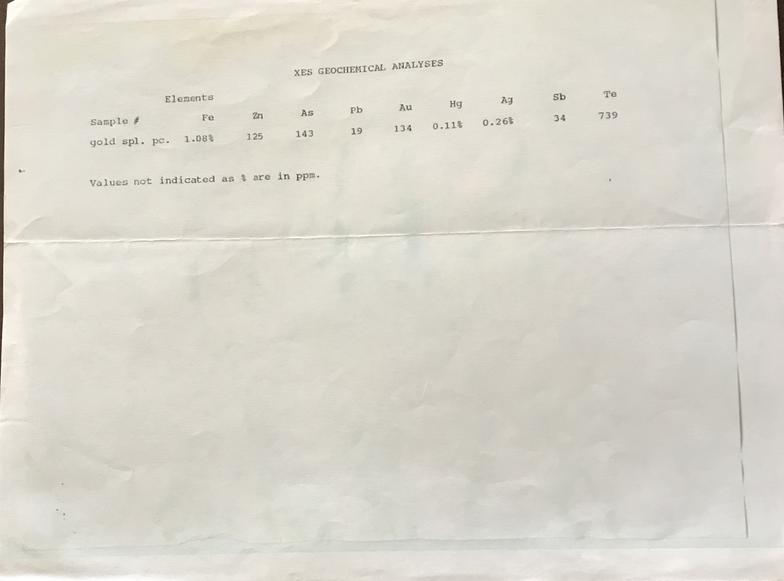 XES GEOCHEMICAL ANALYSES
Elements
Sample # Fe Zn As Pb Au Hg Ag Sb Te
gold spl. pc. 1.08% 125 143 19 134 0.11% 0.26% 34 739
Values not indicated as % are in ppm.